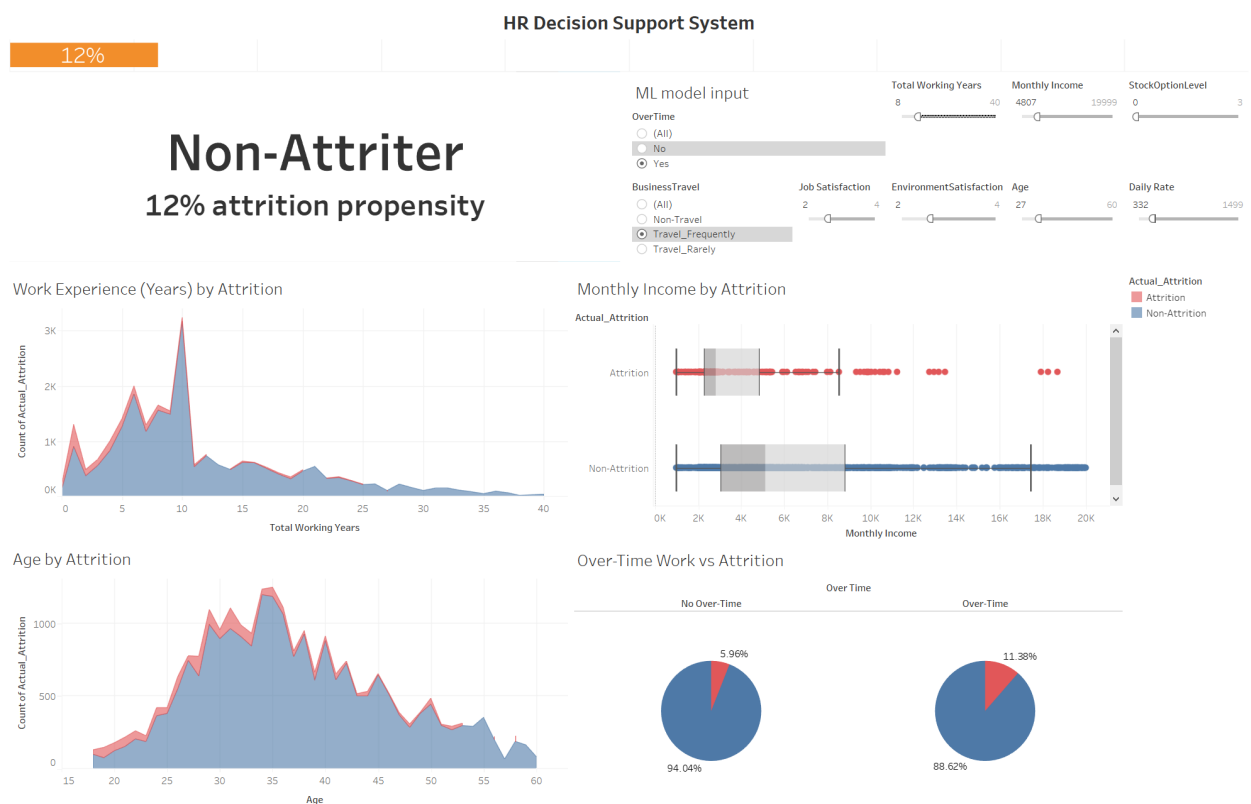 HR Decision Support System
12%
Non-Attriter
12% attrition propensity
ML model input
Total Working Years
8 40
Monthly Income
4807 19999
StockOptionLevel
0 3
OverTime
(All)
No
Yes
BusinessTravel
(All)
Non-Travel
Travel_Frequently
Travel_Rarely
Job Satisfaction
2 4
EnvironmentSatisfaction
2 4
Age
27 60
Daily Rate
332 1499
Work Experience (Years) by Attrition
Count of Actual_Attrition
3K
2K
1K
0K
0 5 10 15 20 25 30 35 40
Total Working Years
Monthly Income by Attrition
Actual_Attrition
Attrition
Non-Attrition
0K 2K 4K 6K 8K 10K 12K 14K 16K 18K 20K
Monthly Income
Actual_Attrition
Attrition
Non-Attrition
Age by Attrition
Count of Actual_Attrition
1000
500
0
15 20 25 30 35 40 45 50 55 60
Age
Over-Time Work vs Attrition
Over Time
No Over-Time Over-Time
5.96%
94.04%
11.38%
88.62%